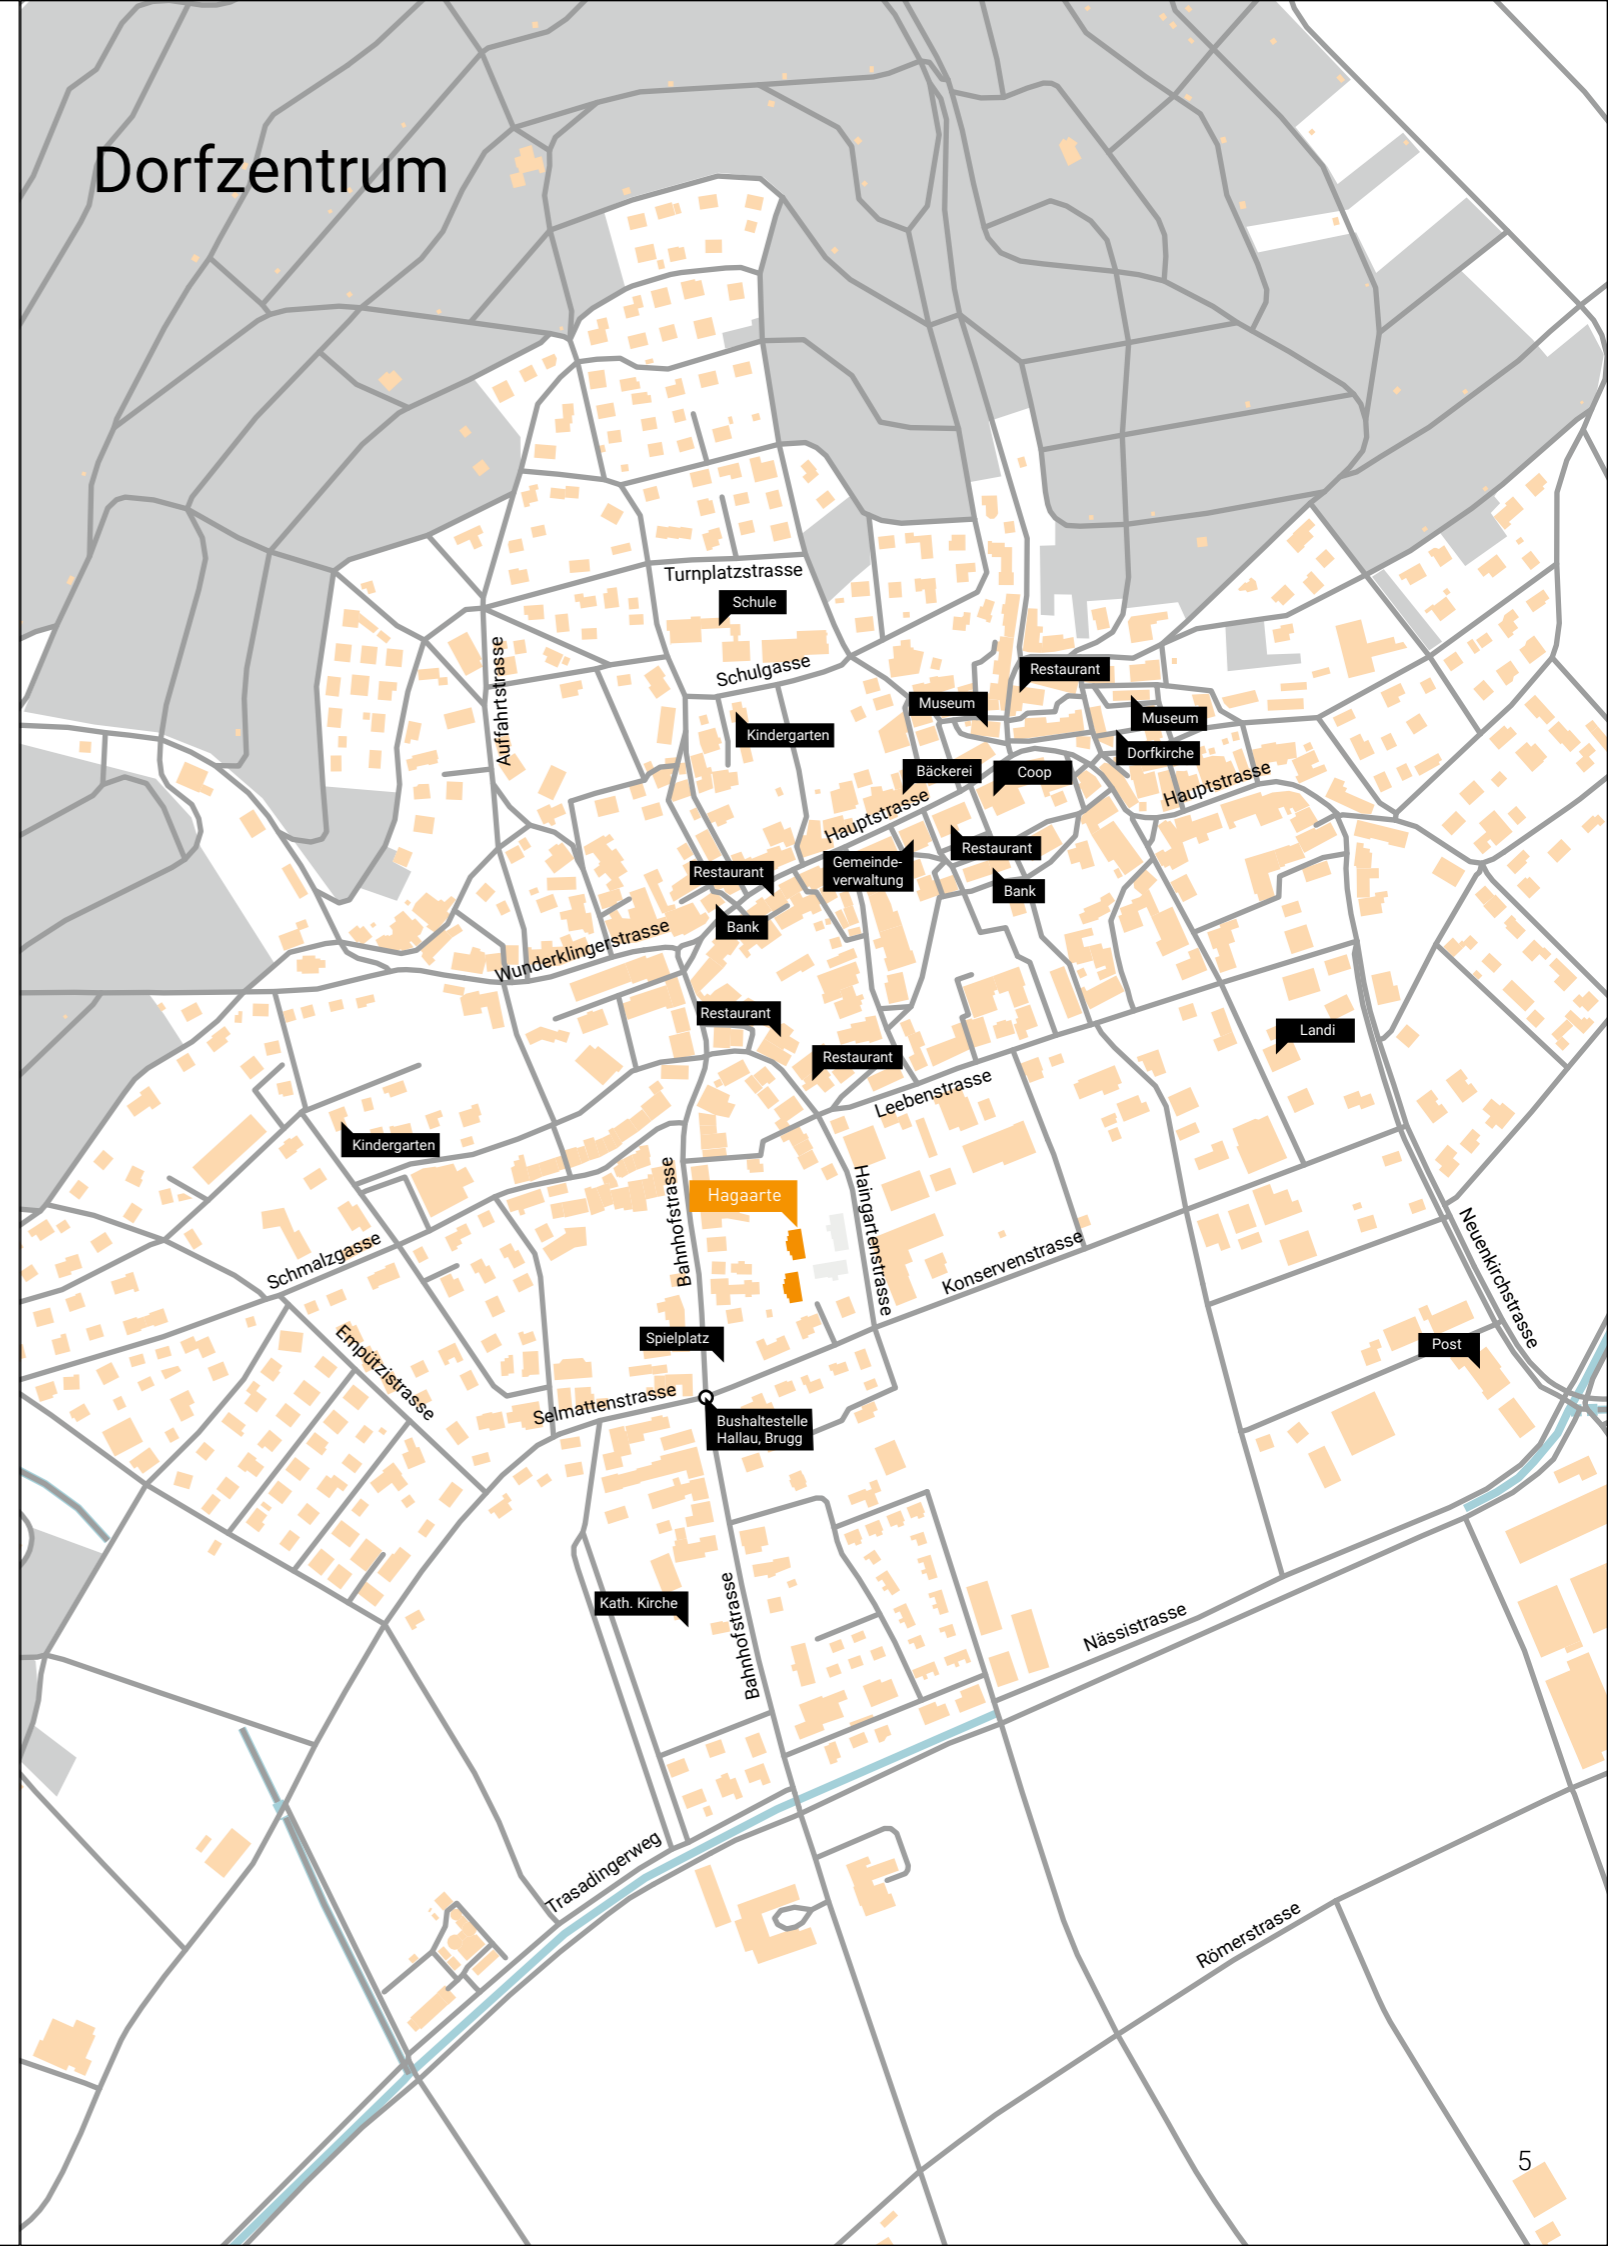 Dorfzentrum
Turnplatzstrasse
Schule
Auffahrtstrasse
Schulgasse
Restaurant
Museum
Museum
Kindergarten
Dorfkirche
Bäckerei
Coop
Hauptstrasse
Hauptstrasse
Restaurant
Gemeinde-
verwaltung
Restaurant
Bank
Bank
Wunderklingerstrasse
Restaurant
Landi
Restaurant
Leebenstrasse
Kindergarten
Bahnhofstrasse
Hagaarte
Haingartenstrasse
Schmalzgasse
Konservenstrasse
Neuenkirchstrasse
Empützistrasse
Spielplatz
Post
Selmattenstrasse
Bushaltestelle
Hallau, Brugg
Kath. Kirche
Bahnhofstrasse
Nässistrasse
Trasadingerweg
Römerstrasse
5